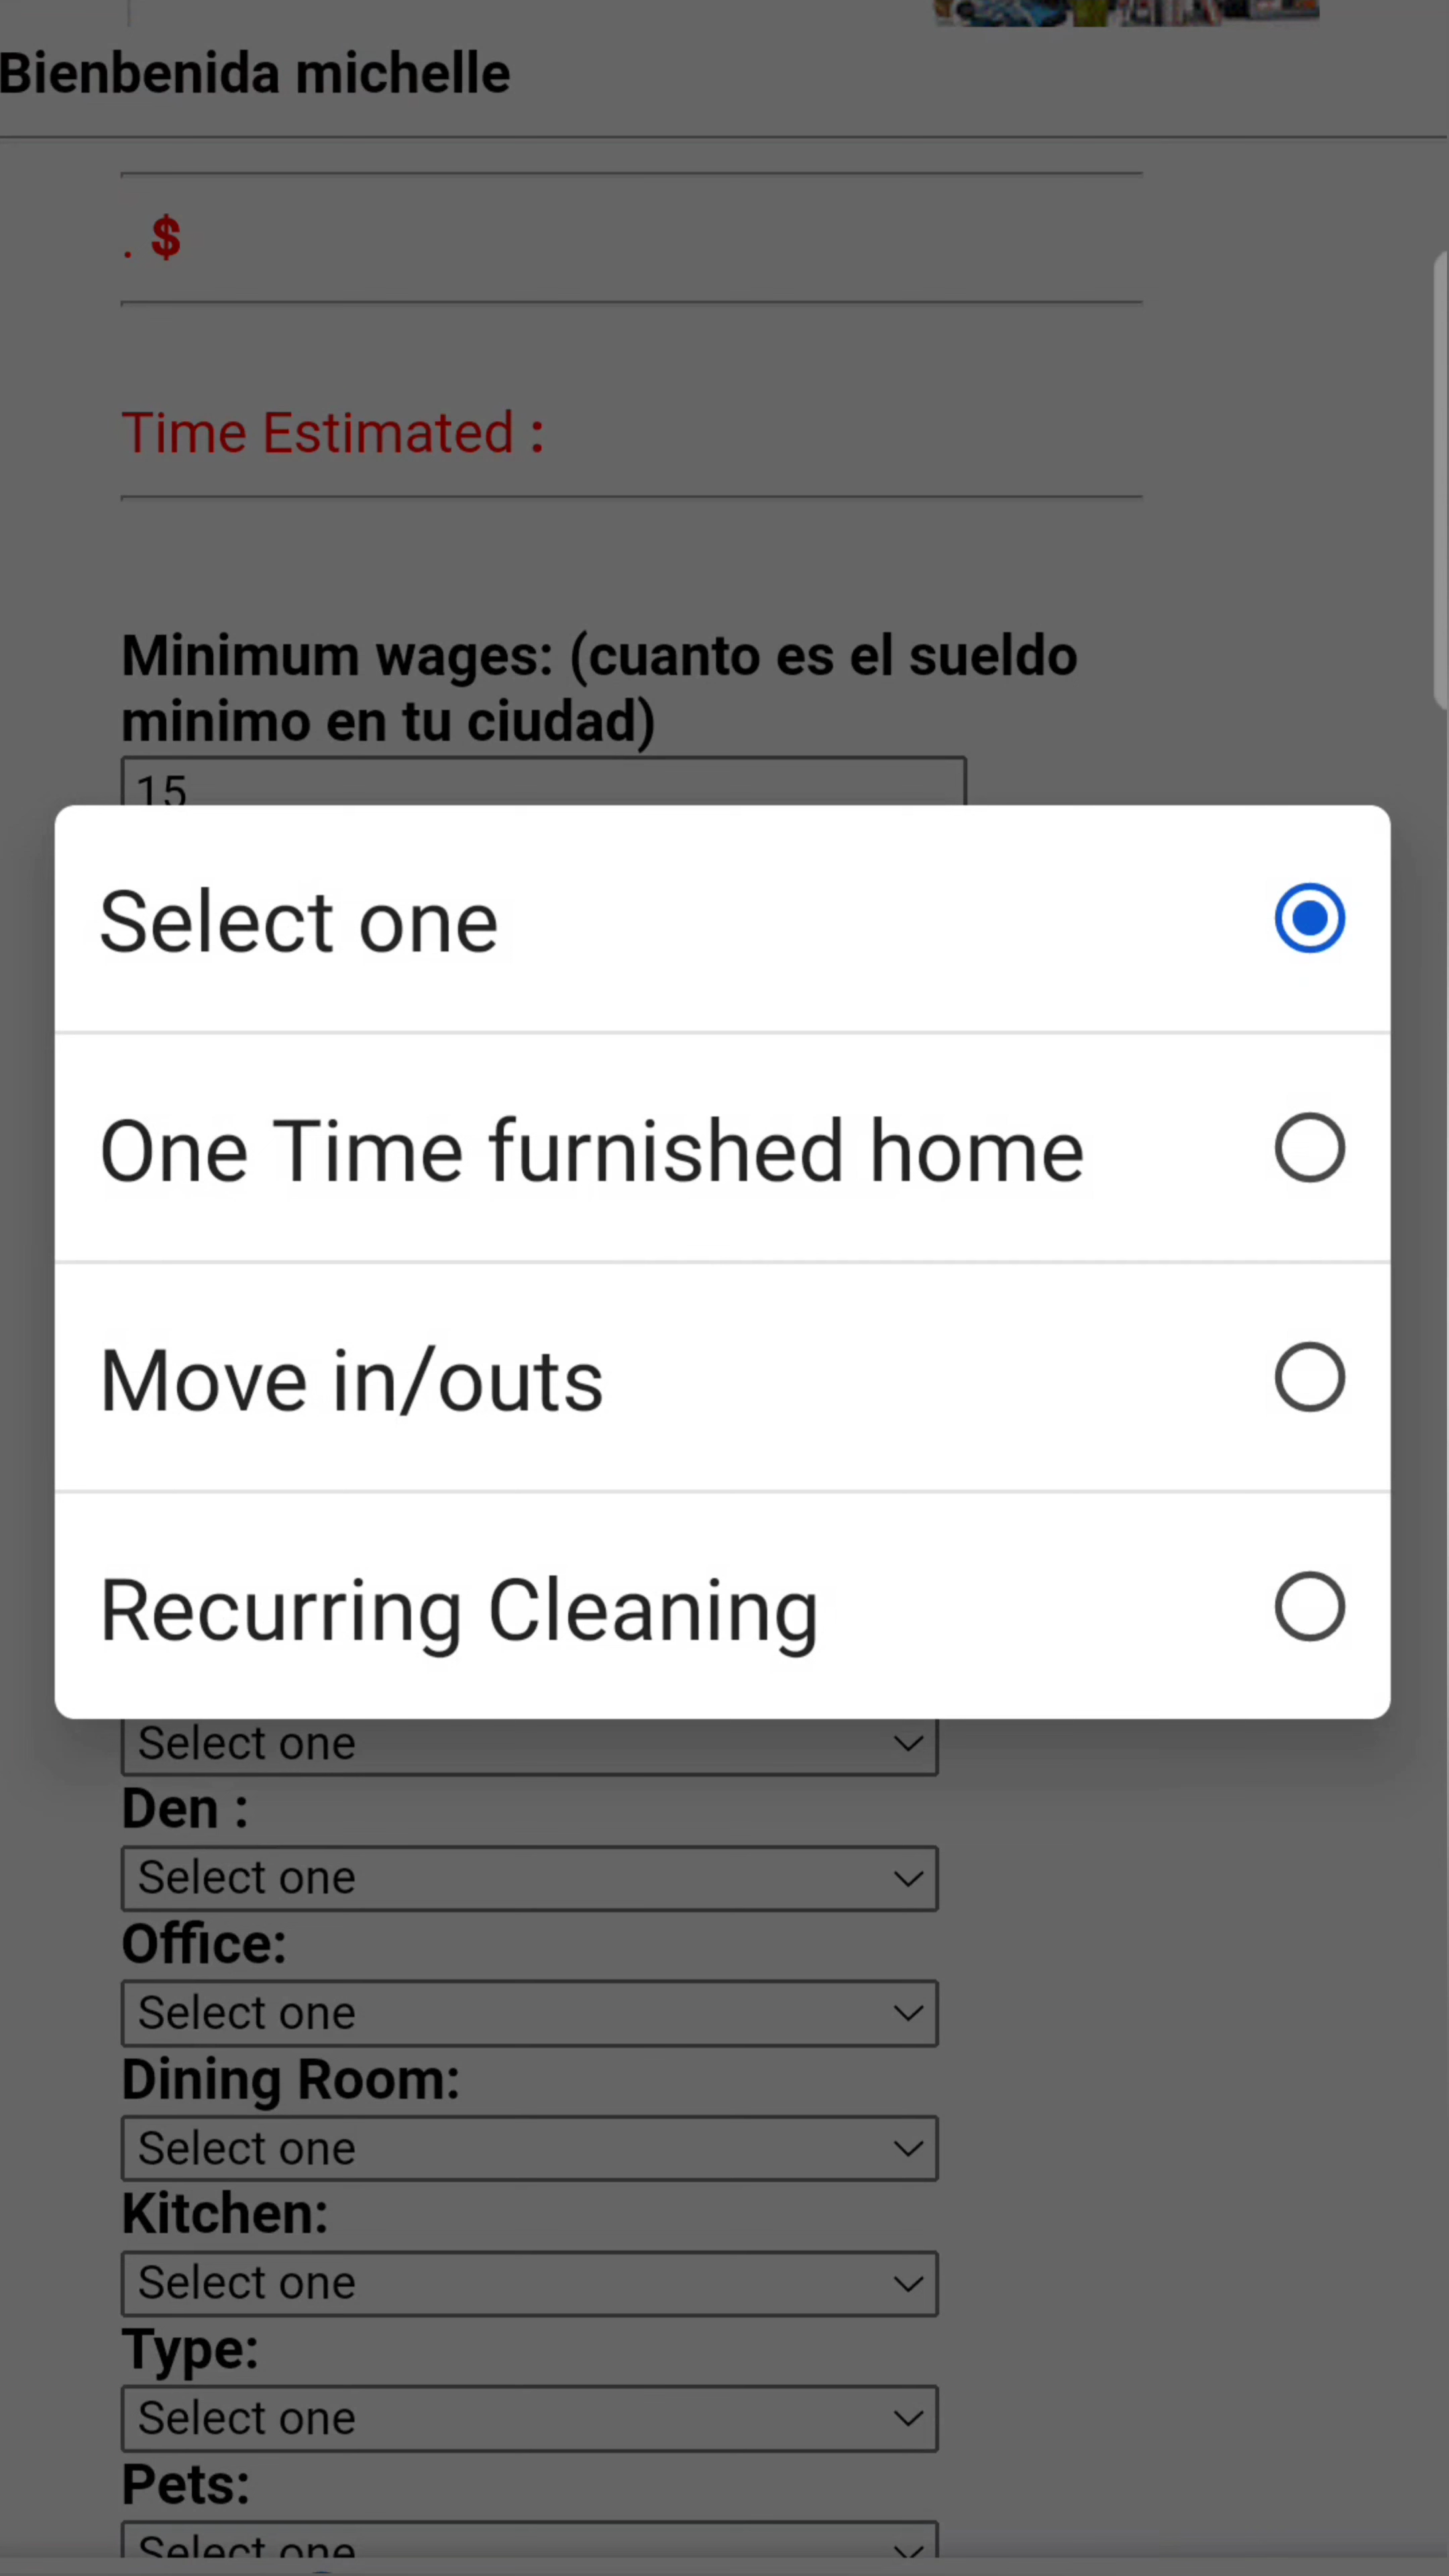 Bienbenida michelle
. $
Time Estimated :
Minimum wages: (cuanto es el sueldo
minimo en tu ciudad)
15
Select one
One Time furnished home
Move in/outs
Recurring Cleaning
Select one
Den :
Select one
Office:
Select one
Dining Room:
Select one
Kitchen:
Select one
Type:
Select one
Pets:
Select one